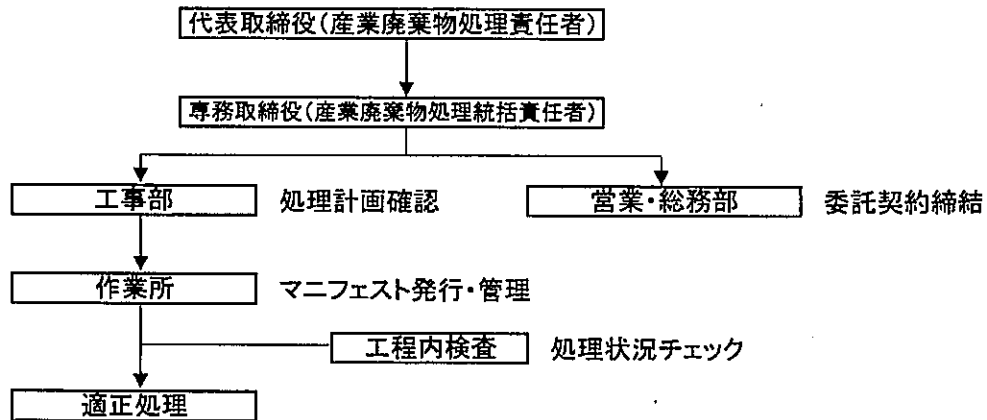 代表取締役(産業廃棄物処理責任者)
専務取締役(産業廃棄物処理統括責任者)
工事部 処理計画確認 営業・総務部 委託契約締結
作業所 マニフェスト発行・管理
工程内検査 処理状況チェック
適正処理